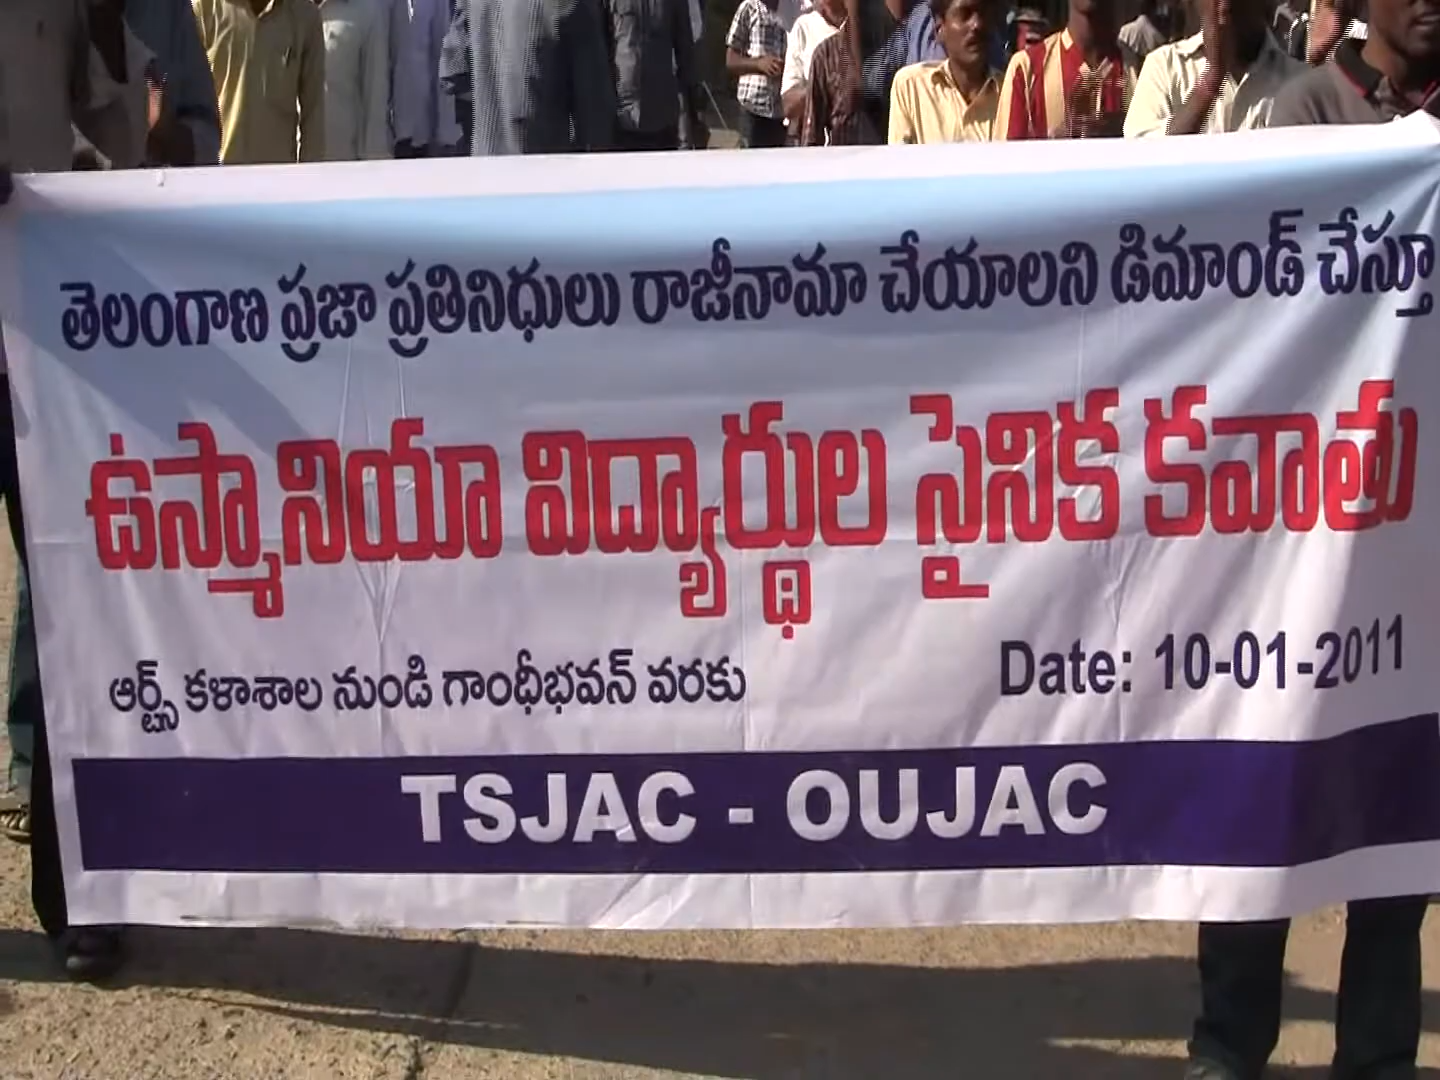 తెలంగాణ ప్రజా ప్రతినిధులు రాజీనామా చేయాలని డిమాండ్ చేస్తూ
ఉస్మానియా విద్యార్థుల సైనిక కవాతు
ఆర్ట్స్ కళాశాల నుండి గాంధీభవన్ వరకు
Date: 10-01-2011
TSJAC - OUJAC